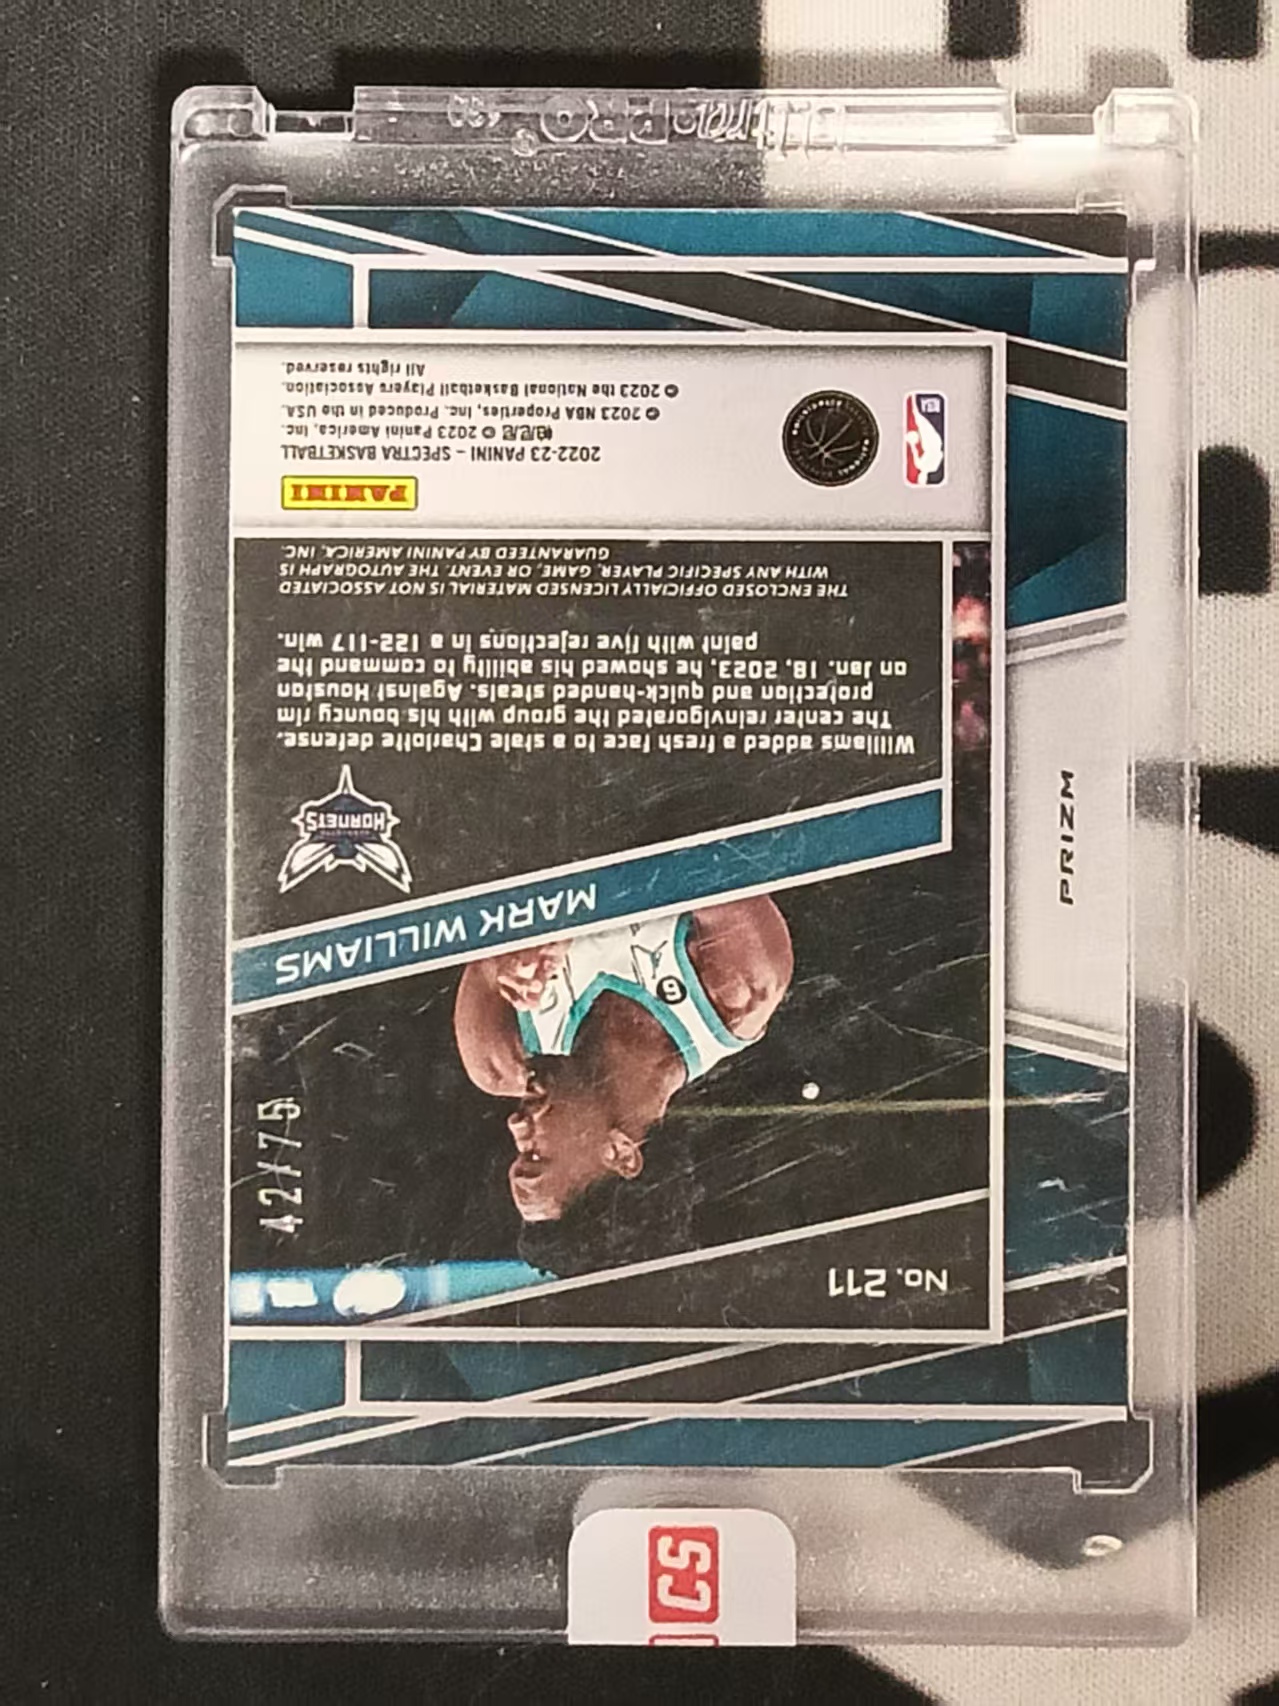 No. 211
42/75
MARK WILLIAMS
HORNETS
Williams added a fresh face to a stale Charlotte defense.
The center reinvigorated the group with his bouncy rim
protection and quick-handed steals. Against Houston
on Jan. 18, 2023, he showed his ability to command the
paint with five rejections in a 122-117 win.
THE ENCLOSED OFFICIALLY LICENSED MATERIAL IS NOT ASSOCIATED
WITH ANY SPECIFIC PLAYER, GAME, OR EVENT. THE AUTOGRAPH IS
GUARANTEED BY PANINI AMERICA, INC.
PANINI
2022-23 PANINI – SPECTRA BASKETBALL
帕尼尼 © 2023 Panini America, Inc.
© 2023 NBA Properties, Inc. Produced in the USA.
© 2023 the National Basketball Players Association.
All rights reserved.
NBA
PRIZM
ultra PRO
CS